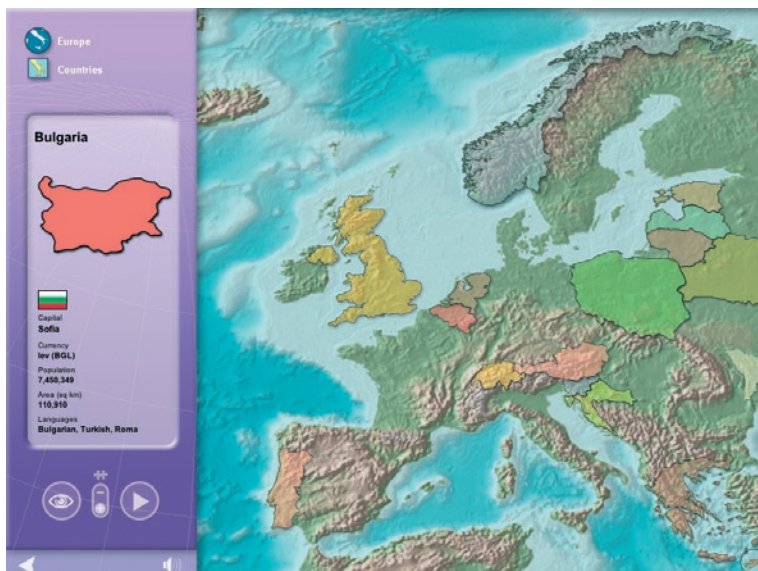 Europe
Countries
Bulgaria
Capital
Sofia
Currency
lev (BGL)
Population
7,450,349
Area (sq km)
110,910
Languages
Bulgarian, Turkish, Roma